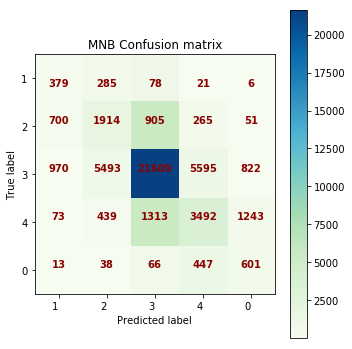 MNB Confusion matrix
1 379 285 78 21 6
2 700 1914 905 265 51
3 970 5493 21609 5595 822
4 73 439 1313 3492 1243
0 13 38 66 447 601
1 2 3 4 0
Predicted label
True label
20000
17500
15000
12500
10000
7500
5000
2500